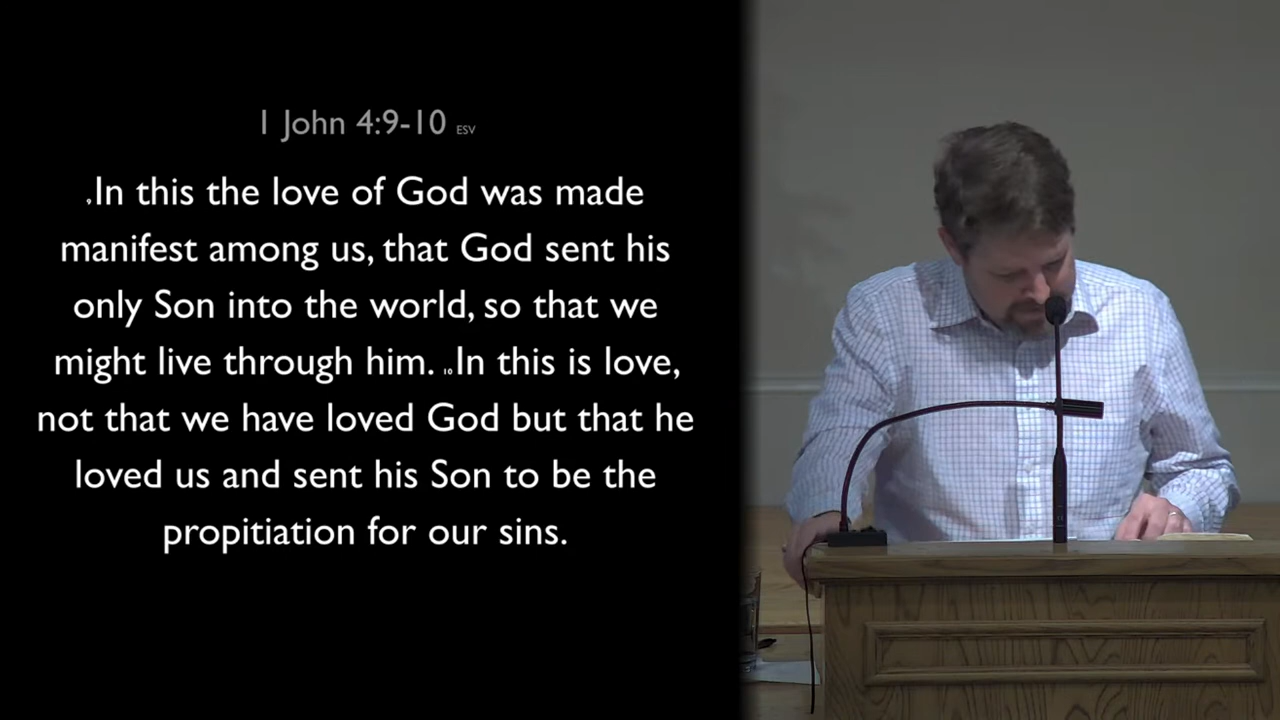 1 John 4:9-10 ESV
9In this the love of God was made
manifest among us, that God sent his
only Son into the world, so that we
might live through him. 10In this is love,
not that we have loved God but that he
loved us and sent his Son to be the
propitiation for our sins.